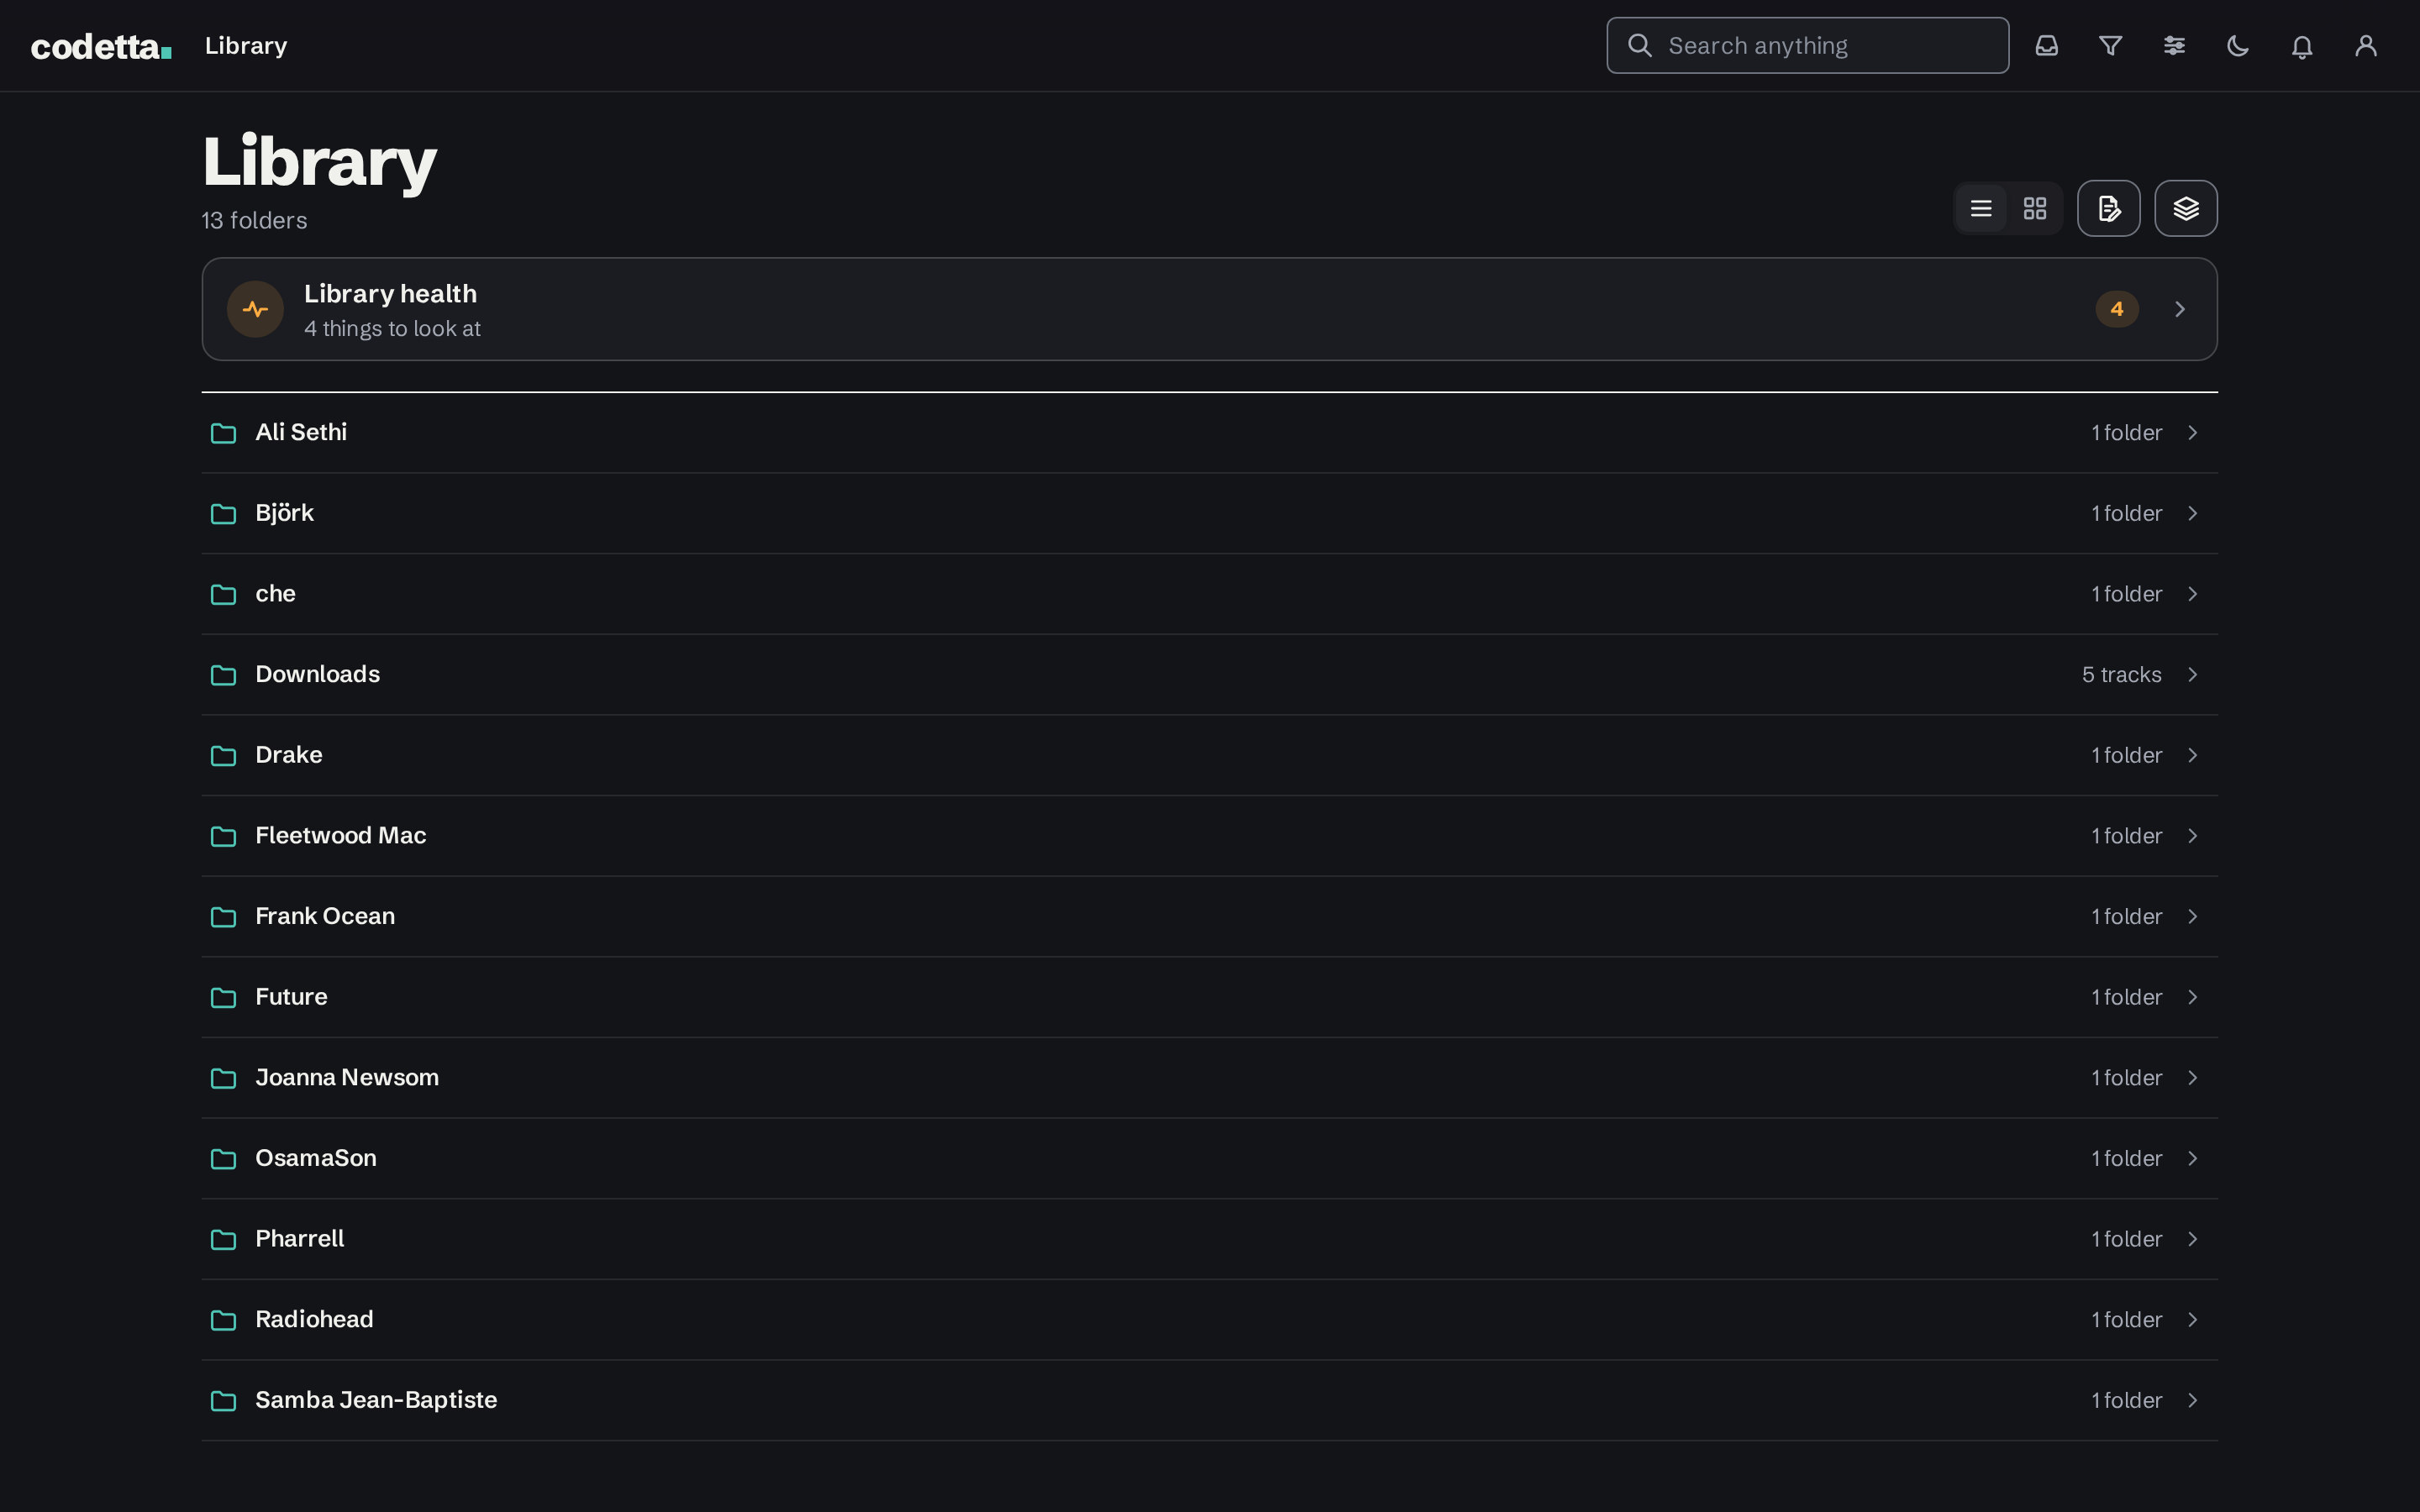 codetta. Library
Search anything
Library
13 folders
Library health
4 things to look at
4
Ali Sethi 1 folder
Björk 1 folder
che 1 folder
Downloads 5 tracks
Drake 1 folder
Fleetwood Mac 1 folder
Frank Ocean 1 folder
Future 1 folder
Joanna Newsom 1 folder
OsamaSon 1 folder
Pharrell 1 folder
Radiohead 1 folder
Samba Jean-Baptiste 1 folder